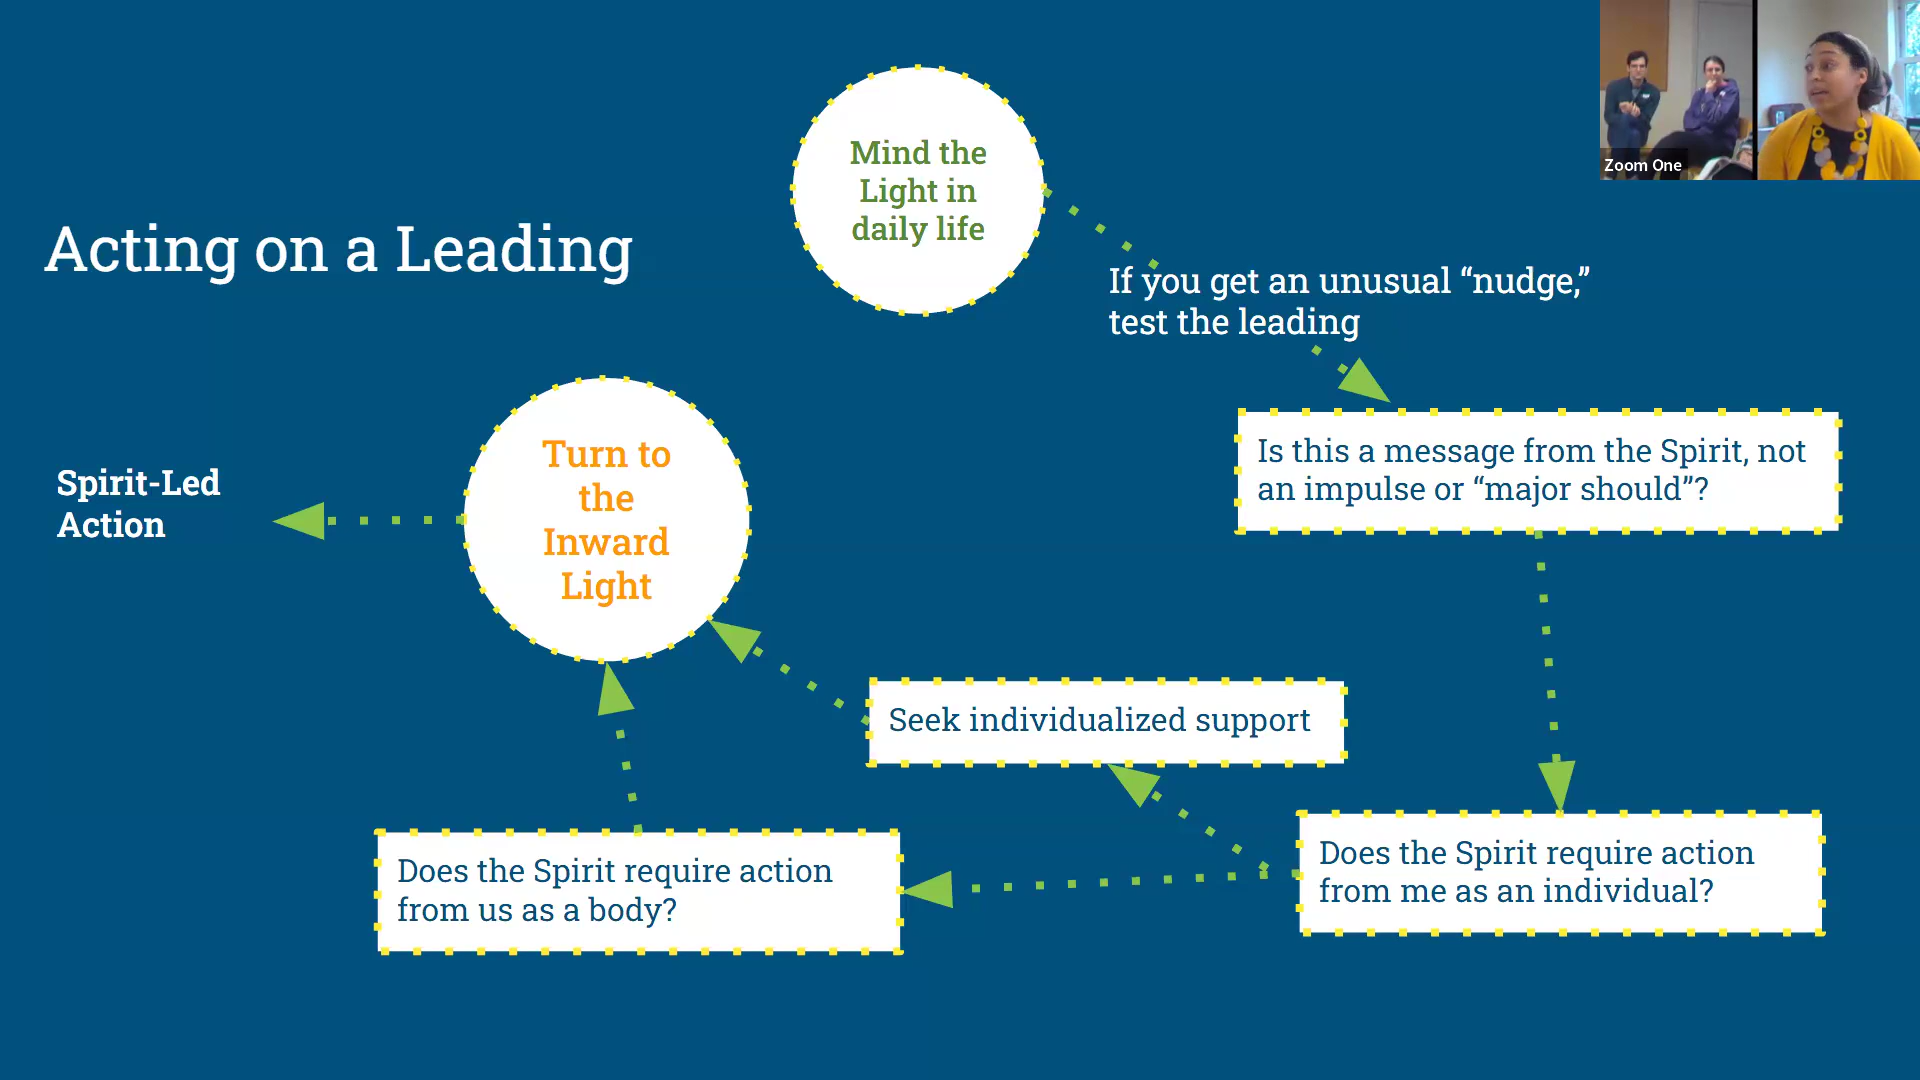 Acting on a Leading
Mind the
Light in
daily life
Zoom One
If you get an unusual “nudge,”
test the leading
Is this a message from the Spirit, not
an impulse or “major should”?
Does the Spirit require action
from me as an individual?
Seek individualized support
Does the Spirit require action
from us as a body?
Turn to
the
Inward
Light
Spirit-Led
Action